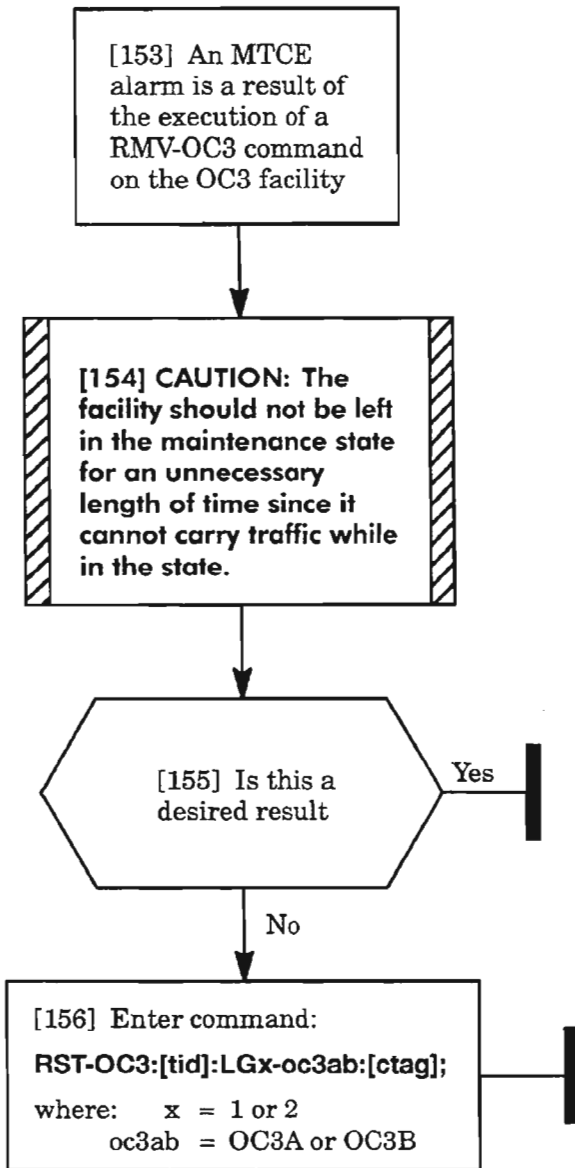 [153] An MTCE
alarm is a result of
the execution of a
RMV-OC3 command
on the OC3 facility
[154] CAUTION: The
facility should not be left
in the maintenance state
for an unnecessary
length of time since it
cannot carry traffic while
in the state.
[155] Is this a
desired result
Yes
No
[156] Enter command:
RST-OC3:[tid]:LGx-oc3ab:[ctag];
where: x = 1 or 2
oc3ab = OC3A or OC3B